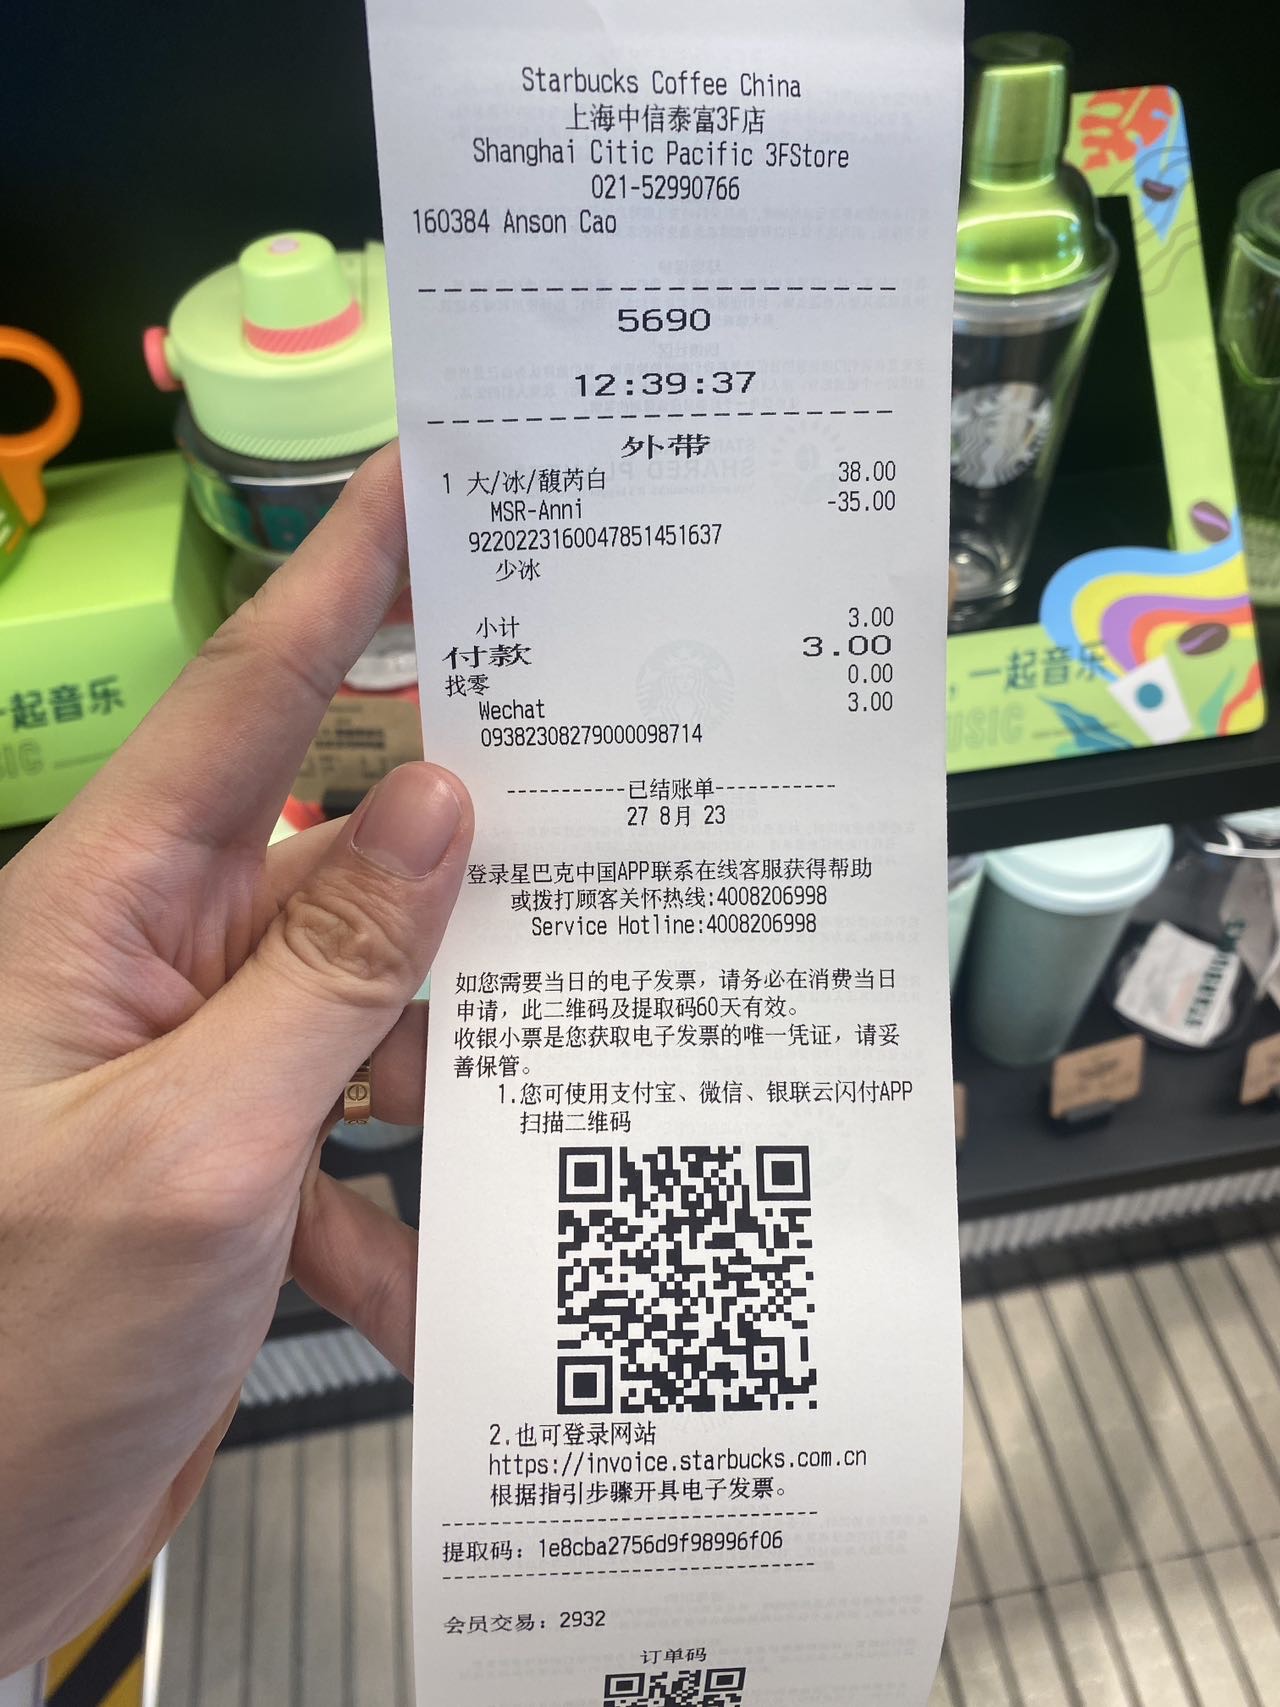 Starbucks Coffee China
上海中信泰富3F店
Shanghai Citic Pacific 3FStore
021-52990766
160384 Anson Cao
5690
12:39:37
外带
1 大/冰/馥芮白 38.00
MSR-Anni -35.00
9220223160047851451637
少冰
小计 3.00
付款 3.00
找零 0.00
Wechat 3.00
09382308279000098714
-----------已结账单-----------
27 8月 23
登录星巴克中国APP联系在线客服获得帮助
或拨打顾客关怀热线:4008206998
Service Hotline:4008206998
如您需要当日的电子发票，请务必在消费当日
申请，此二维码及提取码60天有效。
收银小票是您获取电子发票的唯一凭证，请妥
善保管。
1.您可使用支付宝、微信、银联云闪付APP
扫描二维码
2.也可登录网站
https://invoice.starbucks.com.cn
根据指引步骤开具电子发票。
提取码：1e8cba2756d9f98996f06
会员交易：2932
订单码
一起音乐
，一起音乐
MUSIC